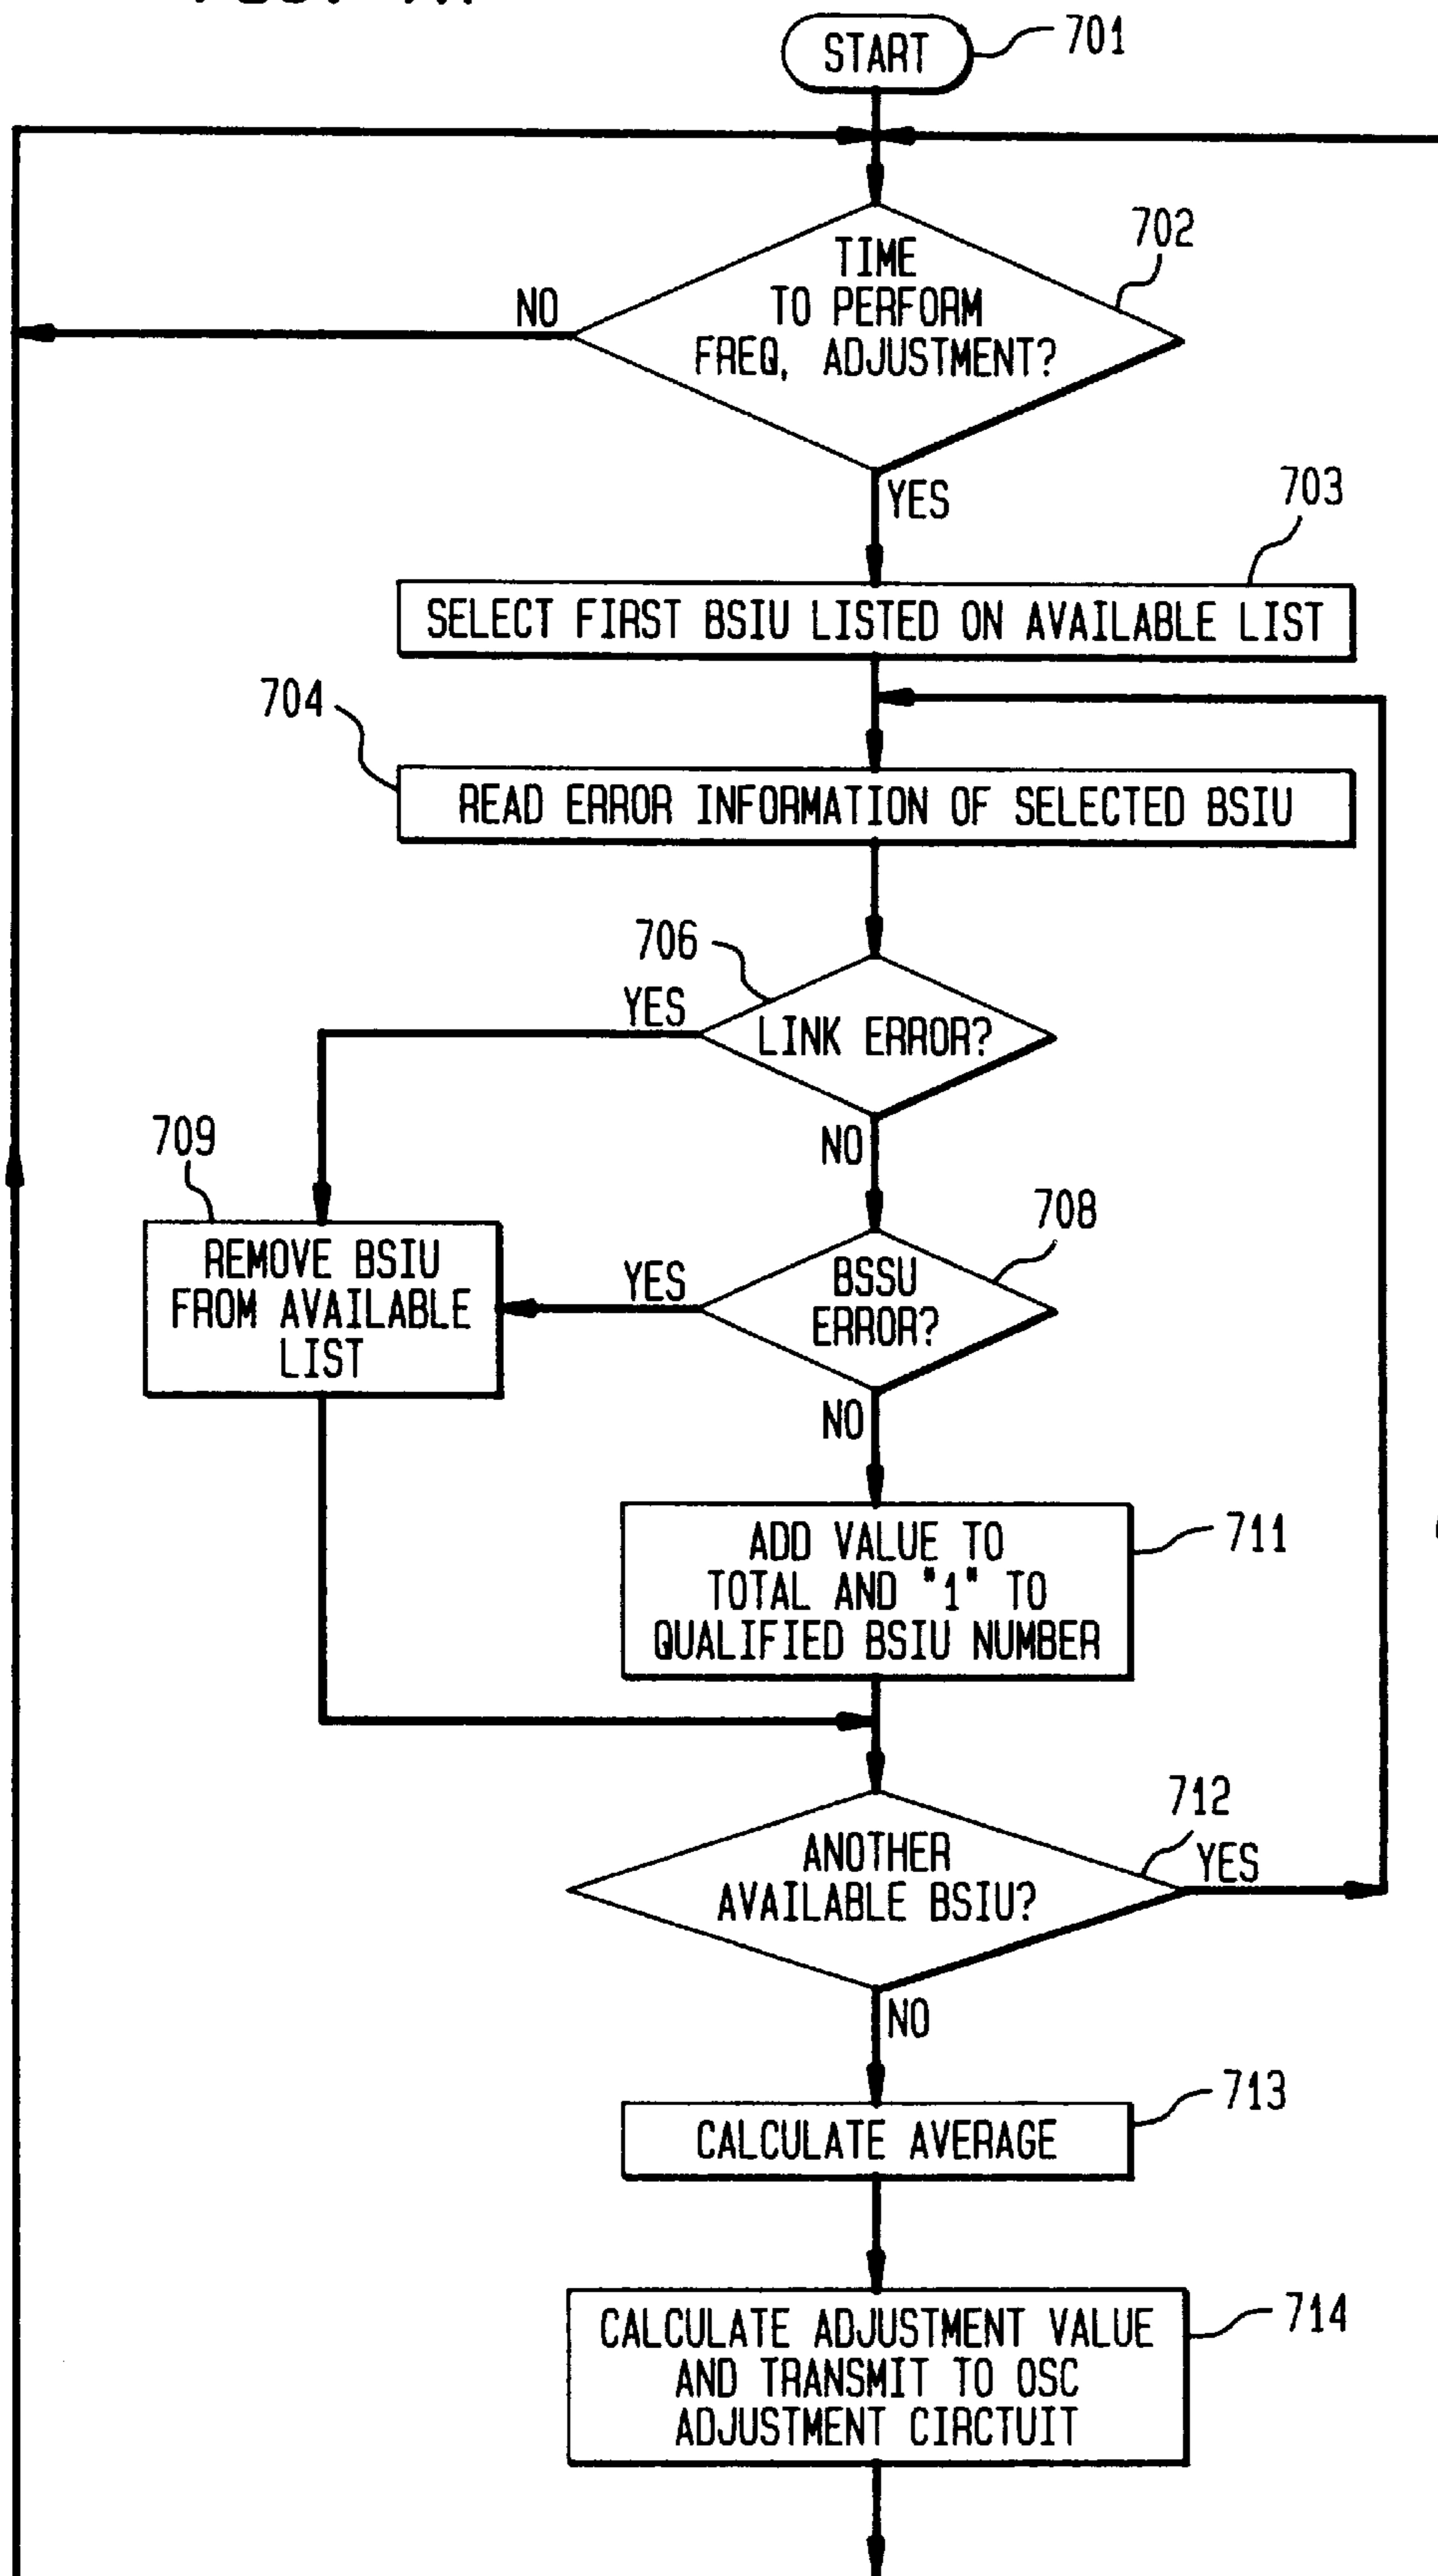 START
701
702
TIME
TO PERFORM
FREQ. ADJUSTMENT?
NO
YES
703
SELECT FIRST BSIU LISTED ON AVAILABLE LIST
704
READ ERROR INFORMATION OF SELECTED BSIU
706
YES
LINK ERROR?
NO
709
708
REMOVE BSIU
FROM AVAILABLE
LIST
YES
BSSU
ERROR?
NO
711
ADD VALUE TO
TOTAL AND "1" TO
QUALIFIED BSIU NUMBER
712
ANOTHER
AVAILABLE BSIU?
YES
NO
713
CALCULATE AVERAGE
714
CALCULATE ADJUSTMENT VALUE
AND TRANSMIT TO OSC
ADJUSTMENT CIRCTUIT